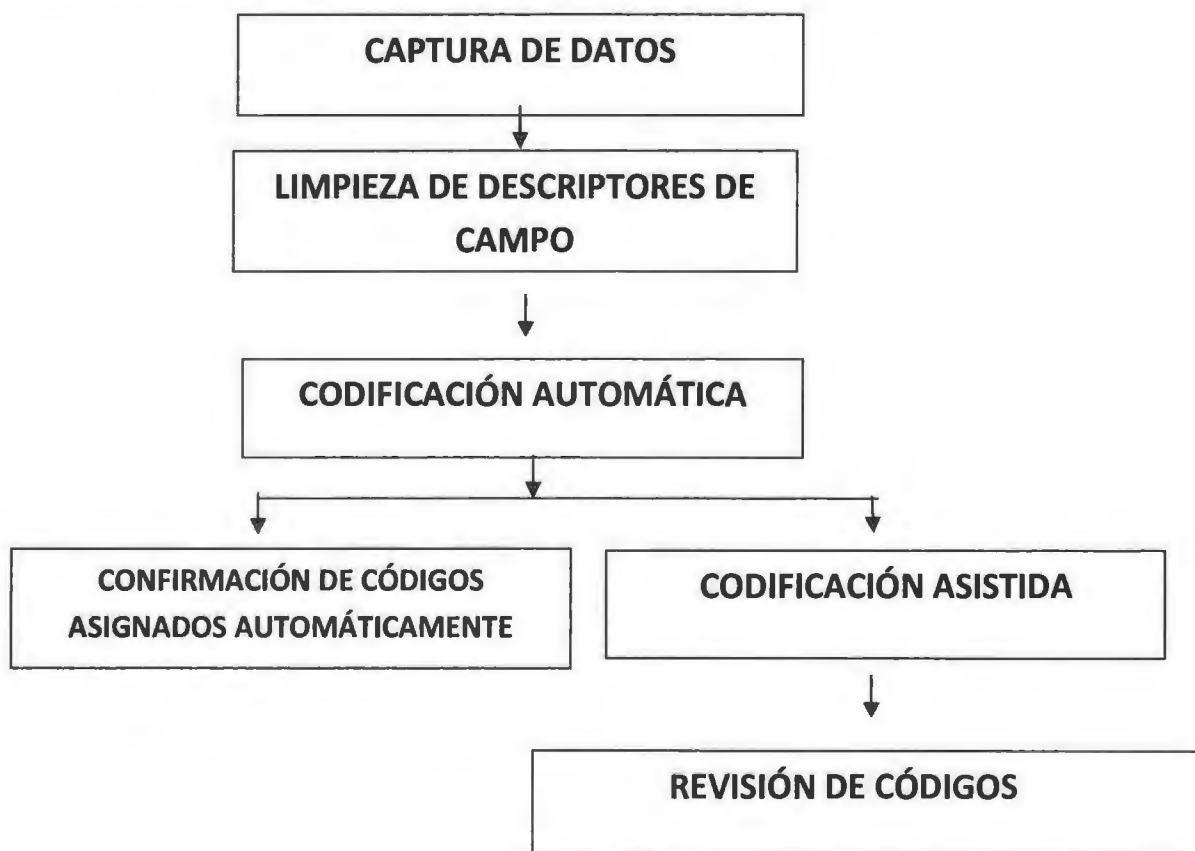 CAPTURA DE DATOS
LIMPIEZA DE DESCRIPTORES DE
CAMPO
CODIFICACIÓN AUTOMÁTICA
CONFIRMACIÓN DE CÓDIGOS
ASIGNADOS AUTOMÁTICAMENTE
CODIFICACIÓN ASISTIDA
REVISIÓN DE CÓDIGOS